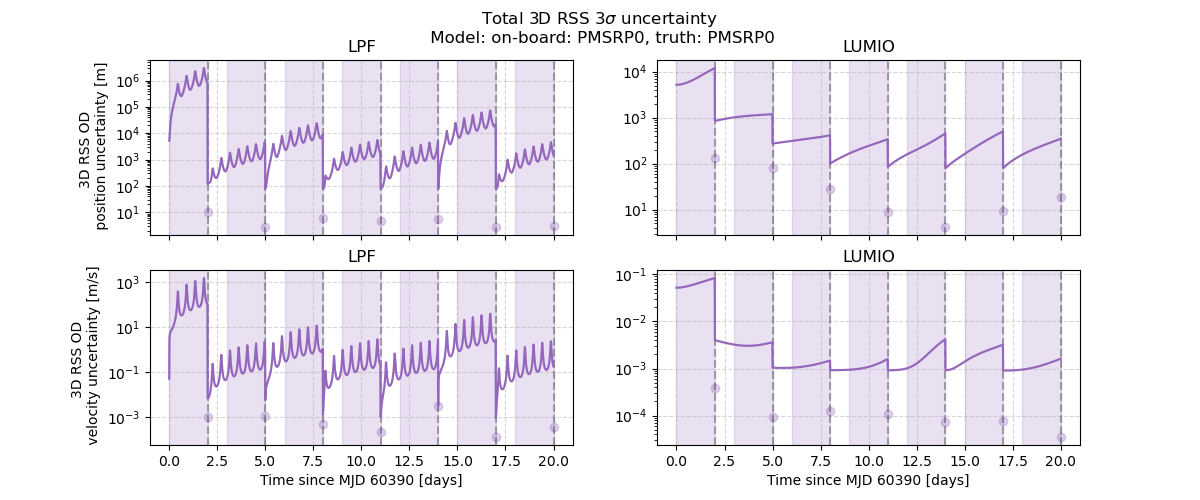 Total 3D RSS 3σ uncertainty
Model: on-board: PMSRP0, truth: PMSRP0
LPF
LUMIO
3D RSS OD
position uncertainty [m]
10⁶
10⁵
10⁴
10³
10²
10¹
10⁴
10³
10²
10¹
LPF
LUMIO
3D RSS OD
velocity uncertainty [m/s]
10³
10¹
10⁻¹
10⁻³
10⁻¹
10⁻²
10⁻³
10⁻⁴
0.0 2.5 5.0 7.5 10.0 12.5 15.0 17.5 20.0
0.0 2.5 5.0 7.5 10.0 12.5 15.0 17.5 20.0
Time since MJD 60390 [days]
Time since MJD 60390 [days]